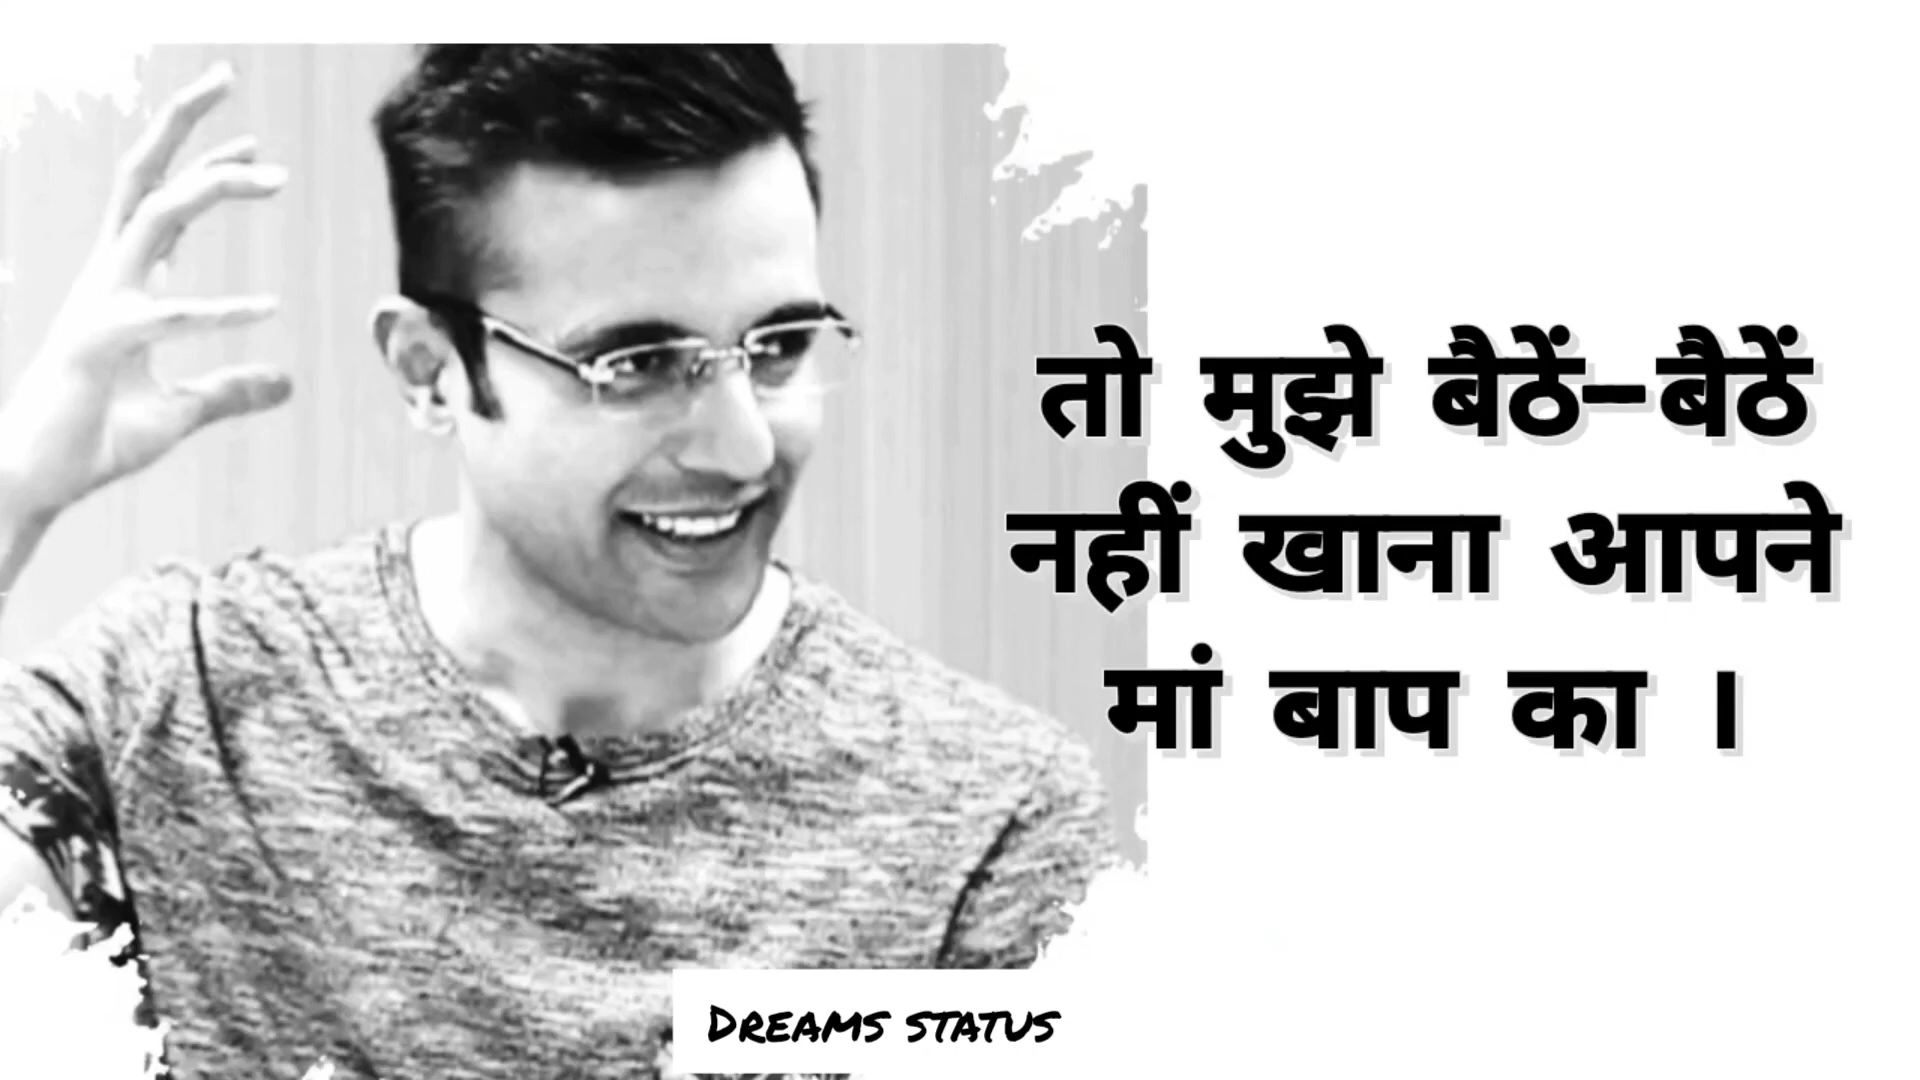 तो मुझे बैठें-बैठें
नहीं खाना आपने
मां बाप का ।
DREAMS STATUS